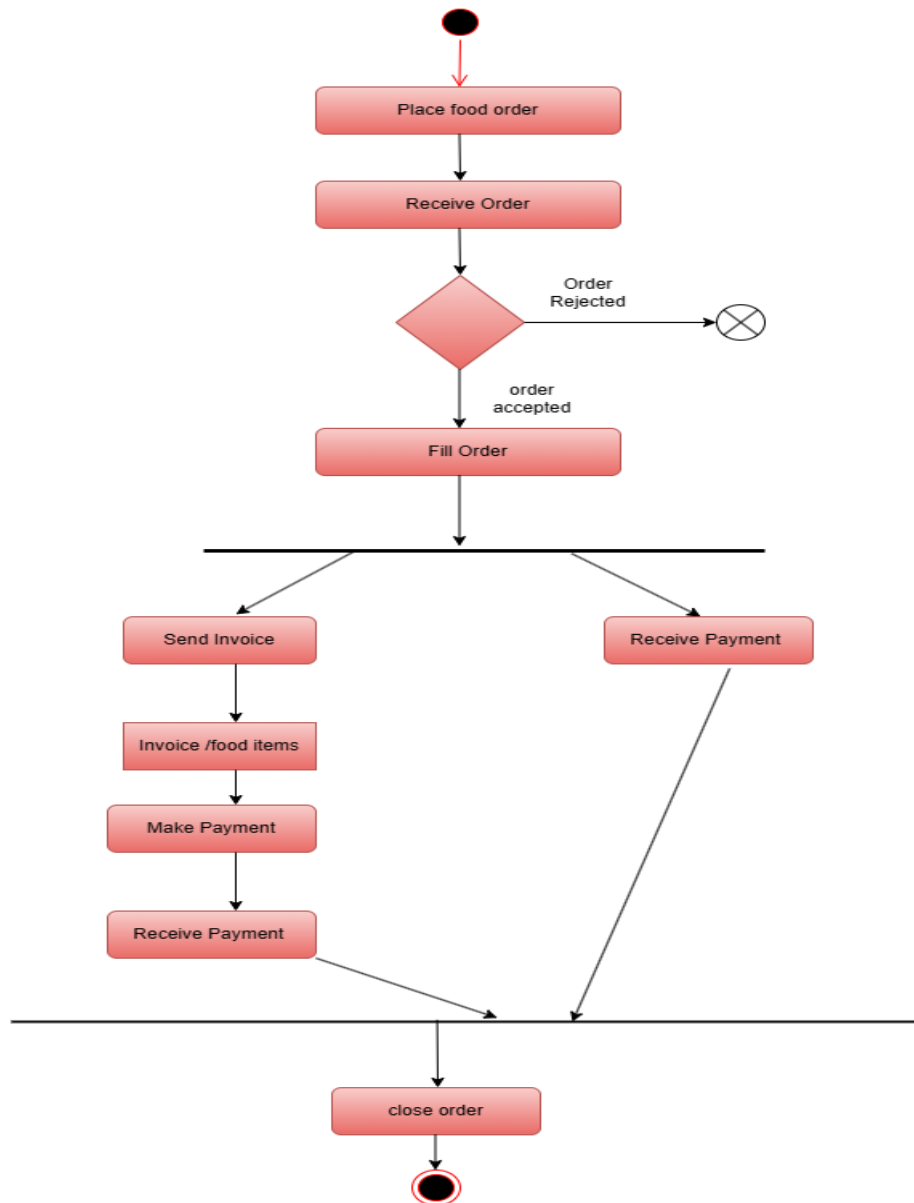 Place food order
Receive Order
Order
Rejected
order
accepted
Fill Order
Send Invoice
Receive Payment
Invoice /food items
Make Payment
Receive Payment
close order